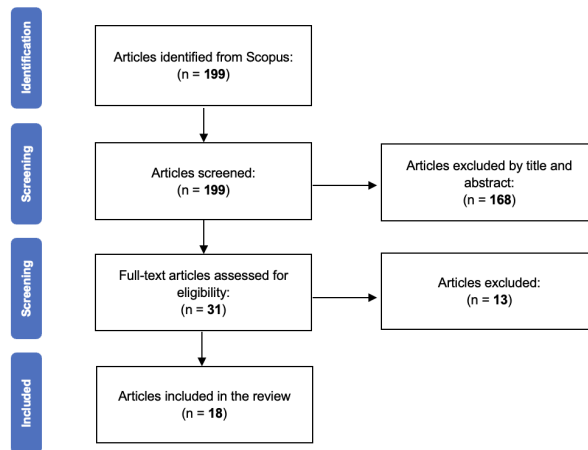 Identification
Articles identified from Scopus:
(n = 199)
Screening
Articles screened:
(n = 199)
Articles excluded by title and
abstract:
(n = 168)
Screening
Full-text articles assessed for
eligibility:
(n = 31)
Articles excluded:
(n = 13)
Included
Articles included in the review
(n = 18)